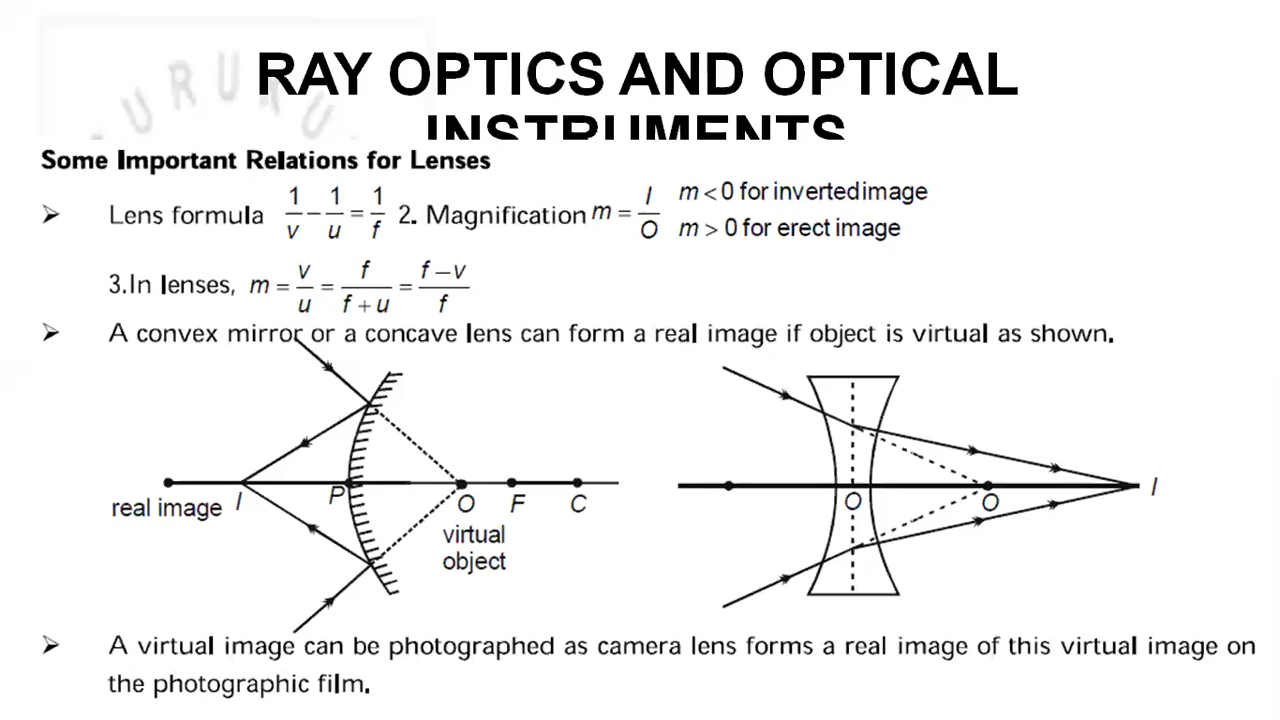 URURU
RAY OPTICS AND OPTICAL
INSTRUMENTS
Some Important Relations for Lenses
➢ Lens formula 1/v − 1/u = 1/f 2. Magnification m = I/O m < 0 for inverted image
m > 0 for erect image
3.In lenses, m = v/u = f/(f+u) = (f−v)/f
➢ A convex mirror or a concave lens can form a real image if object is virtual as shown.
real image I P O F C
virtual
object
O O I
➢ A virtual image can be photographed as camera lens forms a real image of this virtual image on
the photographic film.